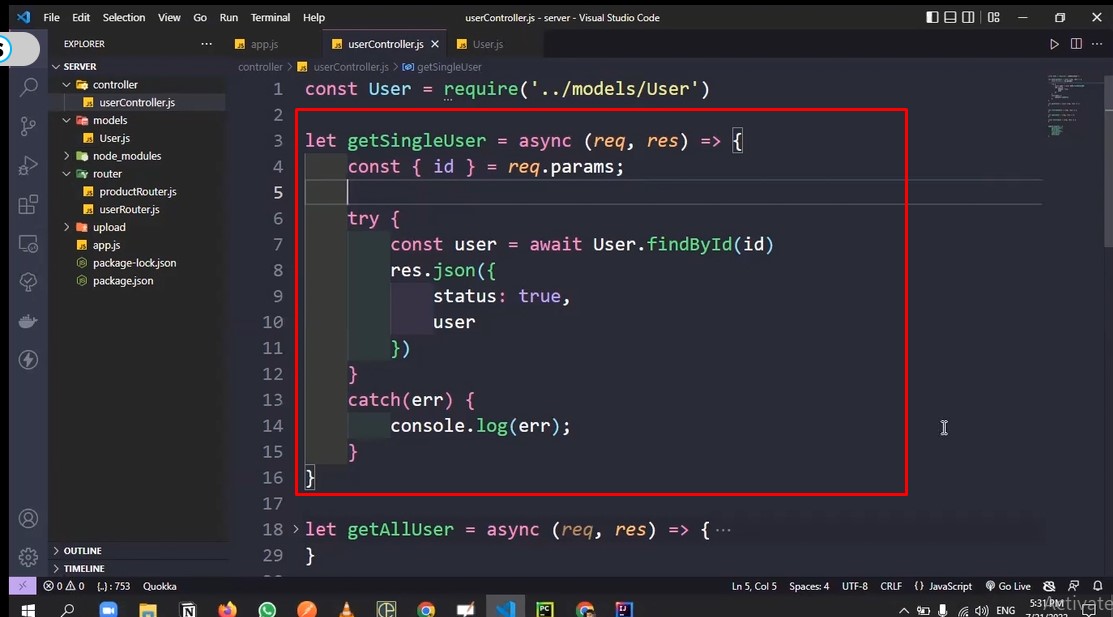 File Edit Selection View Go Run Terminal Help
userController.js - server - Visual Studio Code
S
EXPLORER
SERVER
controller
userController.js
models
User.js
node_modules
router
productRouter.js
userRouter.js
upload
app.js
package-lock.json
package.json
OUTLINE
TIMELINE
app.js userController.js User.js
controller > userController.js > getSingleUser
1 const User = require('../models/User')
2
3 let getSingleUser = async (req, res) => {
4 const { id } = req.params;
5
6 try {
7 const user = await User.findById(id)
8 res.json({
9 status: true,
10 user
11 })
12 }
13 catch(err) {
14 console.log(err);
15 }
16 }
17
18 let getAllUser = async (req, res) => { ...
29 }
0 0 {..} : 753 Quokka
Ln 5, Col 5 Spaces: 4 UTF-8 CRLF {} JavaScript Go Live
ENG
5:31 PM
Activate